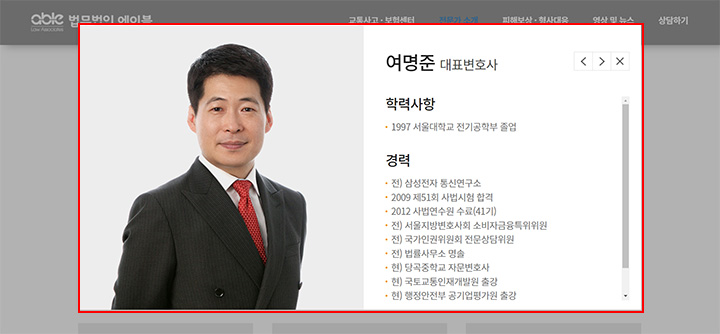 able 법무법인 에이블
Law Association
교통사고·보험센터 전문가 소개 피해보상·형사대응 영상 및 뉴스 상담하기
여명준 대표변호사
학력사항
• 1997 서울대학교 전기공학부 졸업
경력
• 전) 삼성전자 통신연구소
• 2009 제51회 사법시험 합격
• 2012 사법연수원 수료(41기)
• 전) 서울지방변호사회 소비자금융특위위원
• 전) 국가인권위원회 전문상담위원
• 전) 법률사무소 명솔
• 현) 당곡중학교 자문변호사
• 현) 국토교통인재개발원 출강
• 현) 행정안전부 공기업평가원 출강